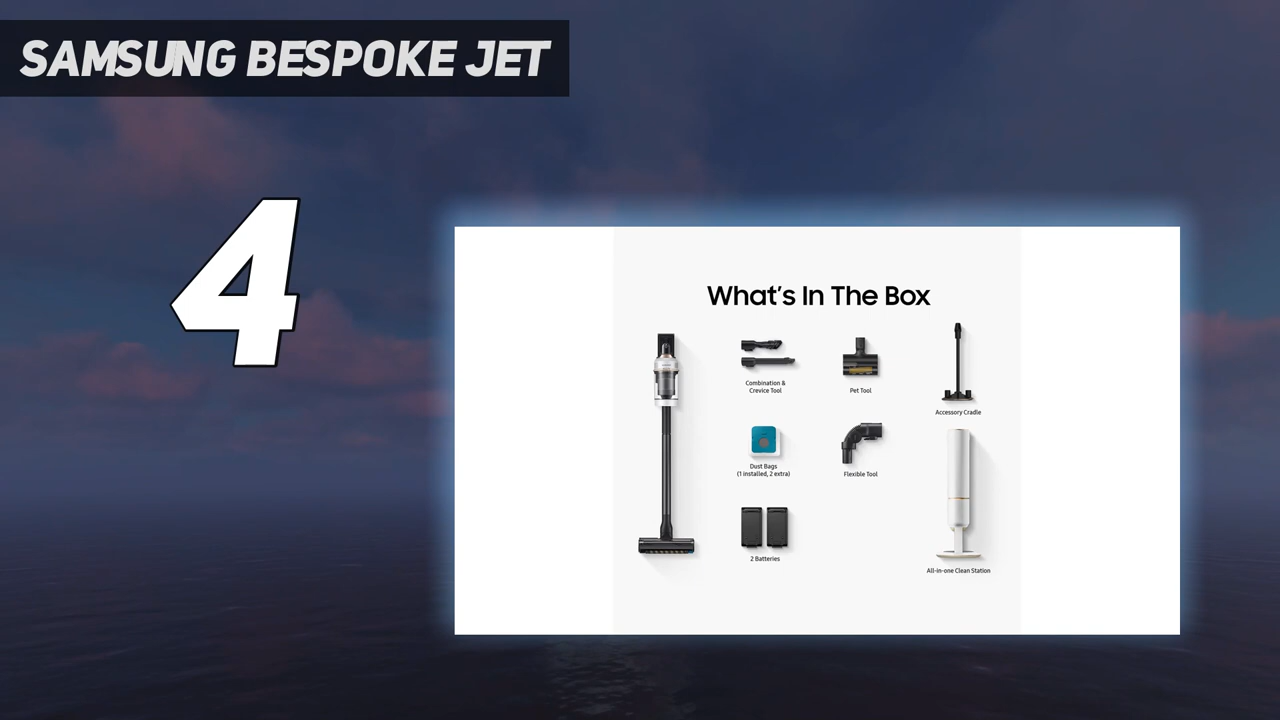 SAMSUNG BESPOKE JET
4
What's In The Box
Combination &
Crevice Tool
Pet Tool
Accessory Cradle
Dust Bags
(1 installed, 2 extra)
Flexible Tool
2 Batteries
All-in-one Clean Station